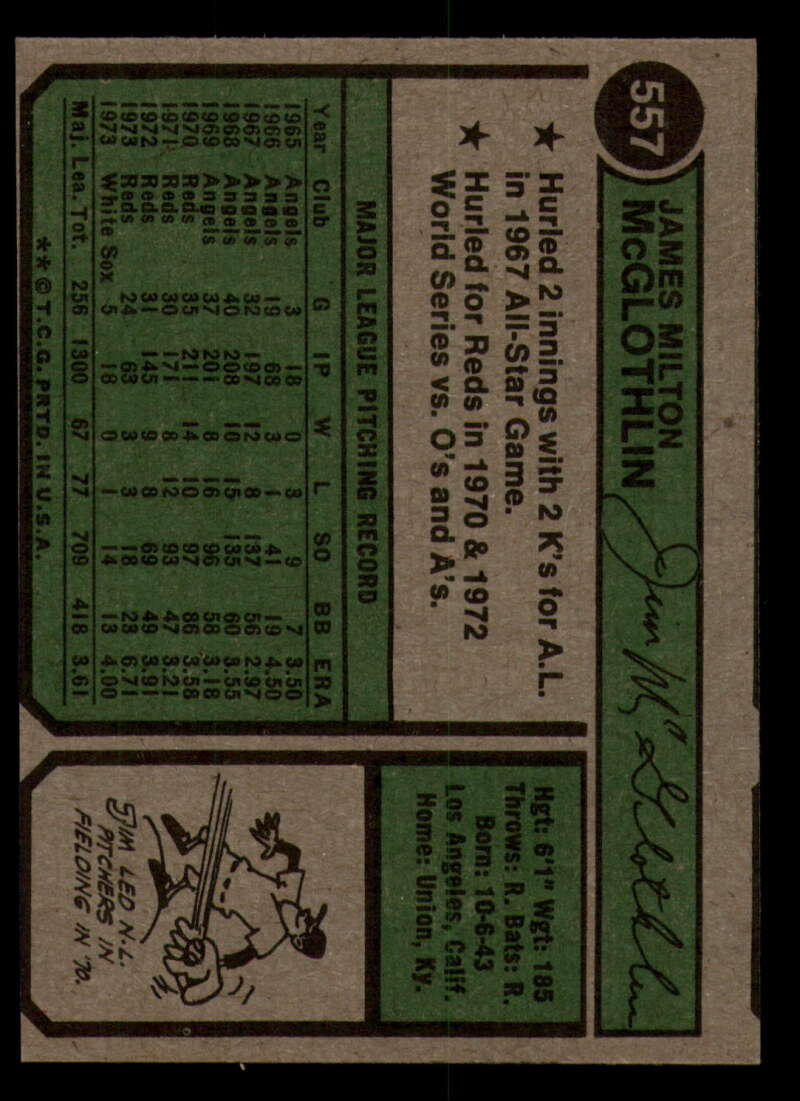 557
JAMES MILTON
McGLOTHLIN
Jim McGlothlin
★ Hurled 2 innings with 2 K's for A.L.
in 1967 All-Star Game.
★ Hurled for Reds in 1970 & 1972
World Series vs. O's and A's.
MAJOR LEAGUE PITCHING RECORD
Year Club G IP W L SO BB ERA
1965 Angels 3 18 0 3 9 7 3.50
1966 Angels 19 68 3 1 41 19 4.50
1967 Angels 32 197 12 8 137 56 2.97
1968 Angels 40 208 10 15 135 60 3.55
1969 Angels 37 201 8 16 96 58 3.18
1970 Reds 35 211 14 10 97 86 3.58
1971 Reds 30 171 8 12 93 47 3.21
1972 Reds 31 145 9 8 69 49 3.91
1973 Reds 24 63 3 3 18 23 6.71
1973 White Sox 5 18 0 1 14 13 4.00
Maj. Lea. Tot. 256 1300 67 77 709 418 3.61
**© T.C.G. PRTD. IN U.S.A.
Hgt: 6'1" Wgt: 185
Throws: R. Bats: R.
Born: 10-6-43
Los Angeles, Calif.
Home: Union, Ky.
JIM LED N.L.
PITCHERS IN
FIELDING IN '70.